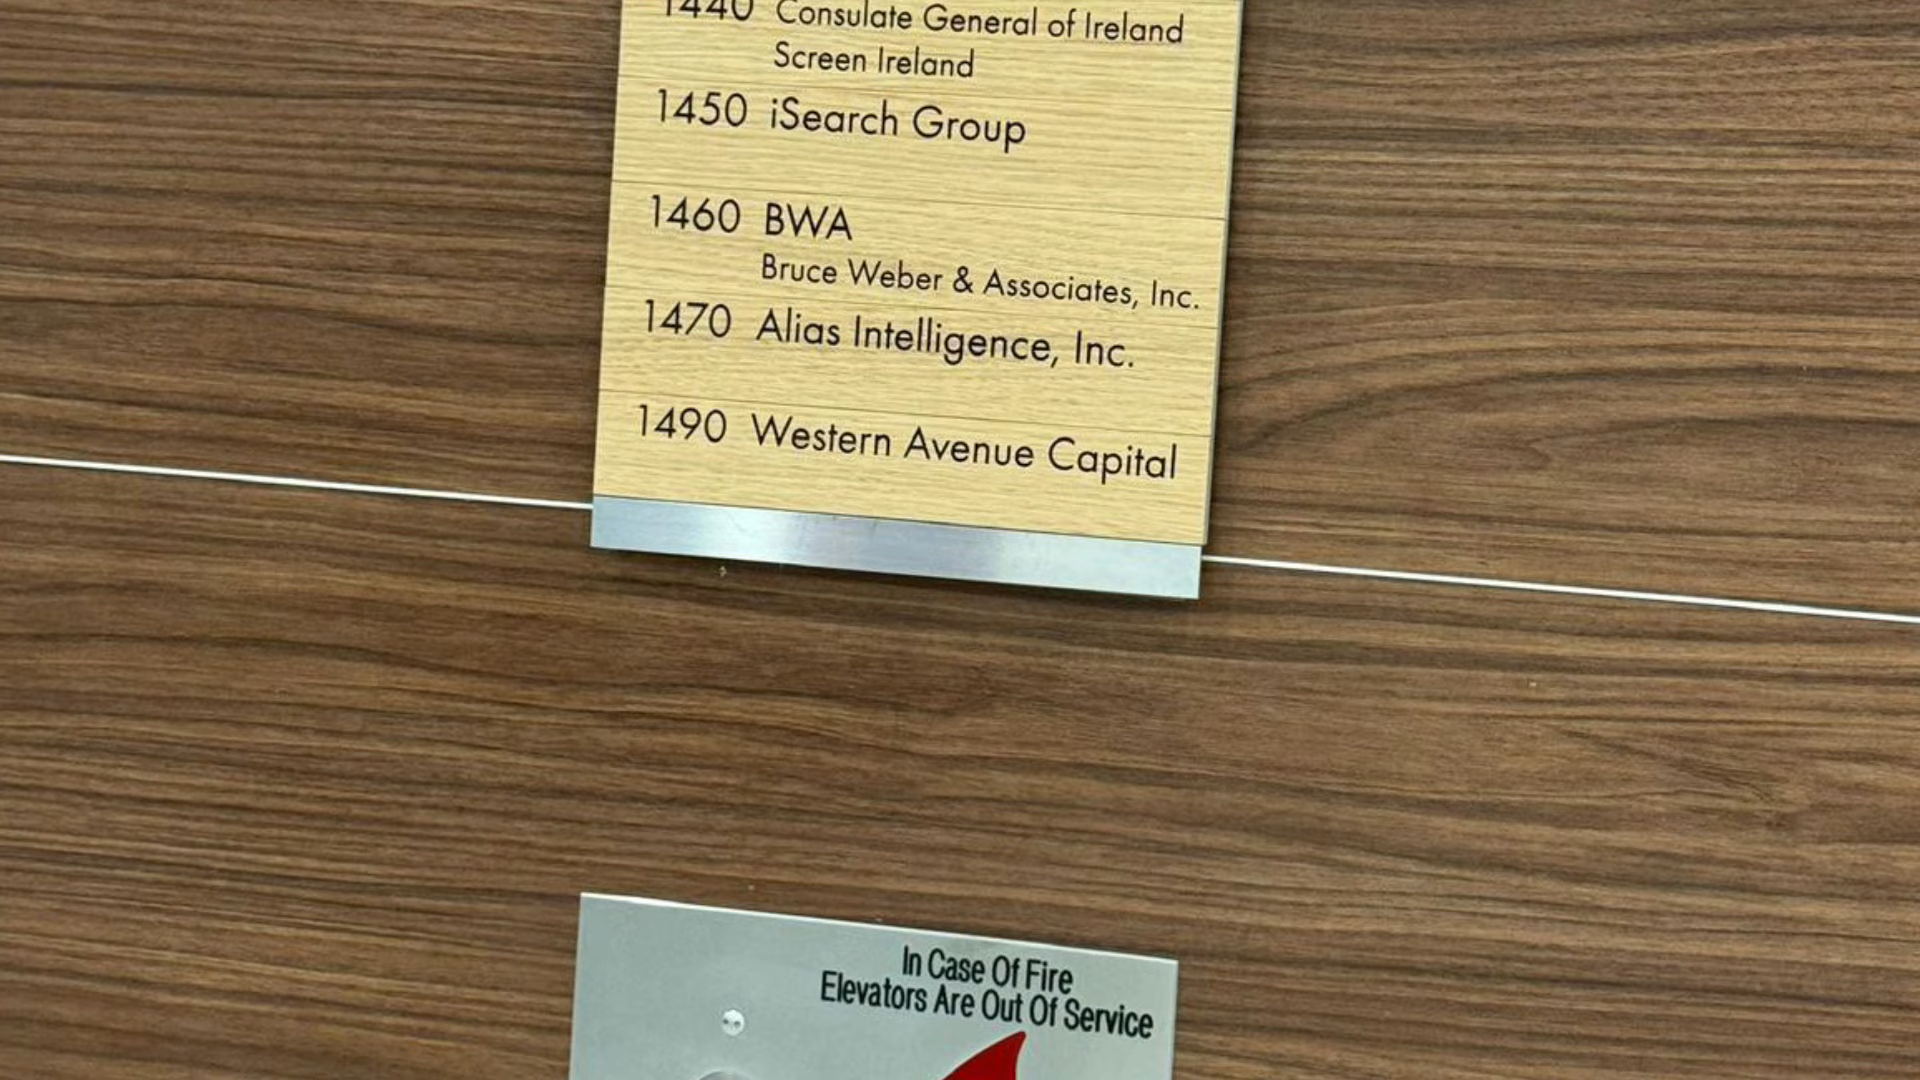 1440 Consulate General of Ireland
Screen Ireland
1450 iSearch Group
1460 BWA
Bruce Weber & Associates, Inc.
1470 Alias Intelligence, Inc.
1490 Western Avenue Capital
In Case Of Fire
Elevators Are Out Of Service